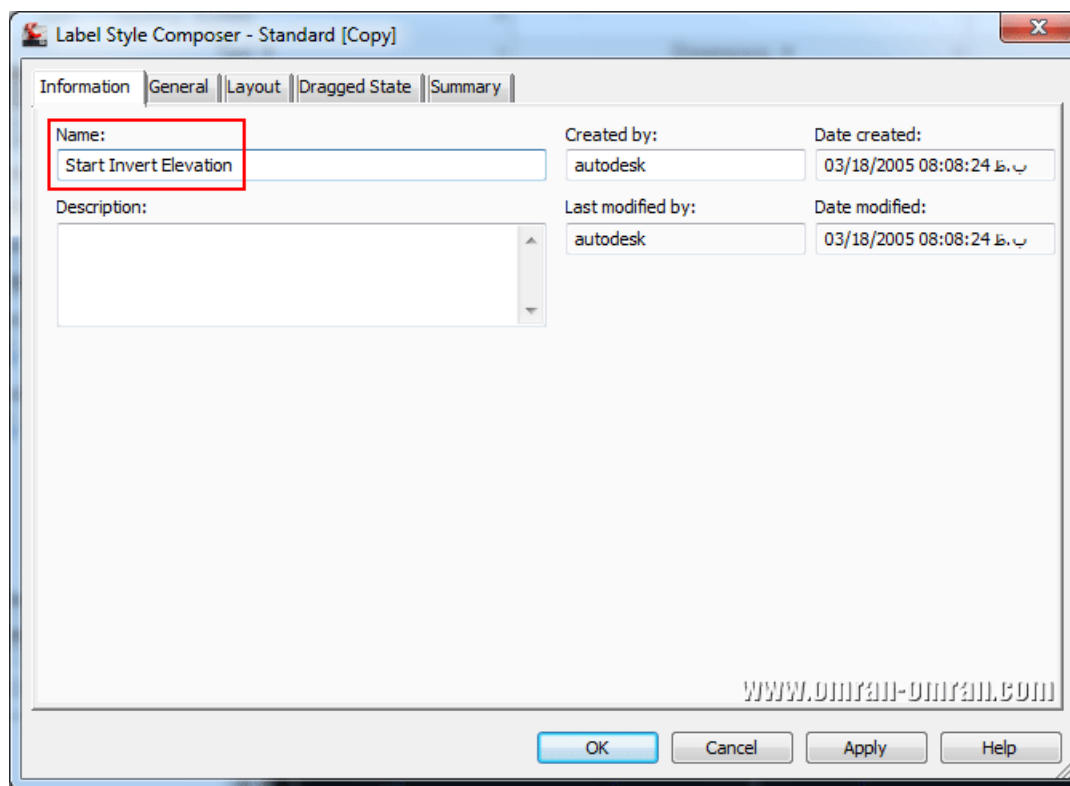 Label Style Composer - Standard [Copy]
Information General Layout Dragged State Summary
Name:
Start Invert Elevation
Description:
Created by:
autodesk
Date created:
03/18/2005 08:08:24 ب.ظ
Last modified by:
autodesk
Date modified:
03/18/2005 08:08:24 ب.ظ
www.omran-omran.com
OK Cancel Apply Help